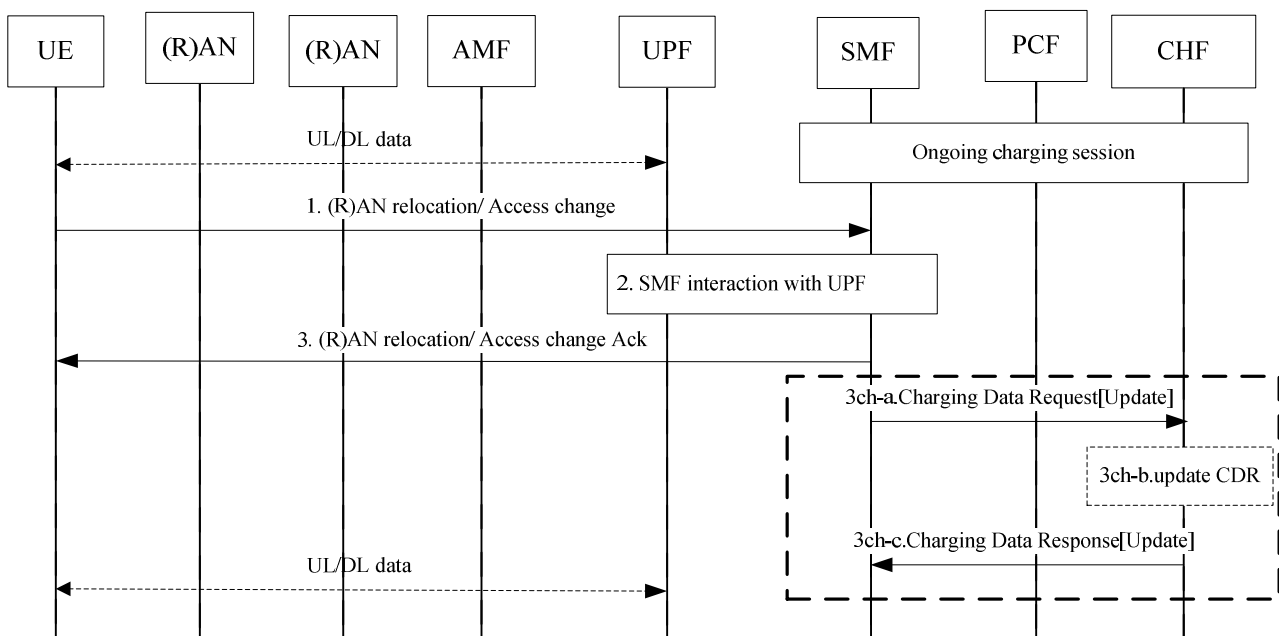 UE
(R)AN
(R)AN
AMF
UPF
SMF
PCF
CHF
UL/DL data
Ongoing charging session
1. (R)AN relocation/ Access change
2. SMF interaction with UPF
3. (R)AN relocation/ Access change Ack
3ch-a.Charging Data Request[Update]
3ch-b.update CDR
3ch-c.Charging Data Response[Update]
UL/DL data